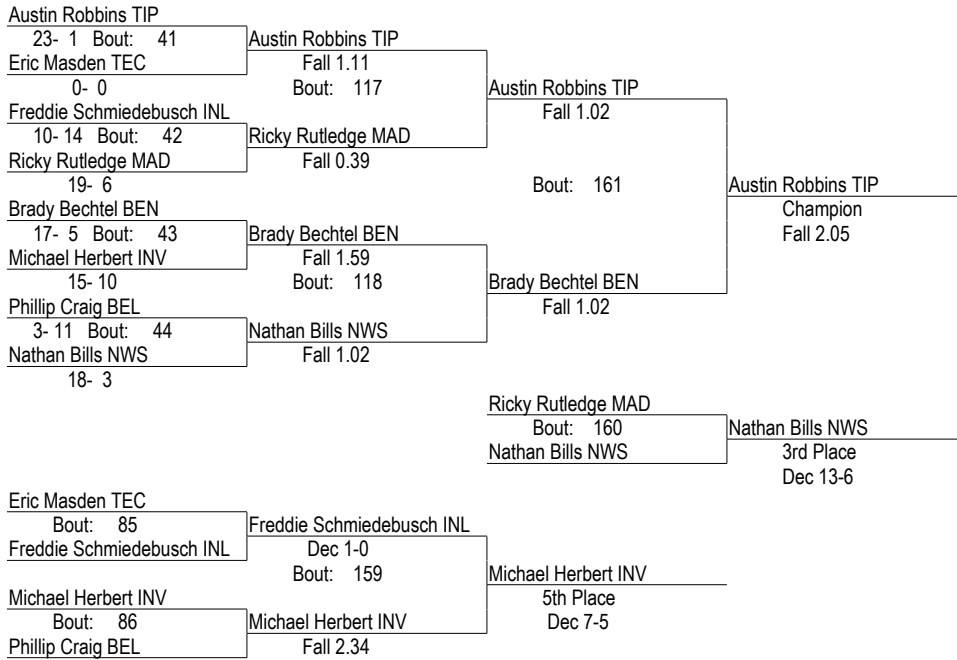 Austin Robbins TIP
23- 1 Bout: 41
Eric Masden TEC
0- 0
Freddie Schmiedebusch INL
10- 14 Bout: 42
Ricky Rutledge MAD
19- 6
Brady Bechtel BEN
17- 5 Bout: 43
Michael Herbert INV
15- 10
Phillip Craig BEL
3- 11 Bout: 44
Nathan Bills NWS
18- 3
Austin Robbins TIP
Fall 1.11
Bout: 117
Ricky Rutledge MAD
Fall 0.39
Brady Bechtel BEN
Fall 1.59
Bout: 118
Nathan Bills NWS
Fall 1.02
Austin Robbins TIP
Fall 1.02
Bout: 161
Brady Bechtel BEN
Fall 1.02
Austin Robbins TIP
Champion
Fall 2.05
Ricky Rutledge MAD
Bout: 160
Nathan Bills NWS
Nathan Bills NWS
3rd Place
Dec 13-6
Eric Masden TEC
Bout: 85
Freddie Schmiedebusch INL
Michael Herbert INV
Bout: 86
Phillip Craig BEL
Freddie Schmiedebusch INL
Dec 1-0
Bout: 159
Michael Herbert INV
Fall 2.34
Michael Herbert INV
5th Place
Dec 7-5